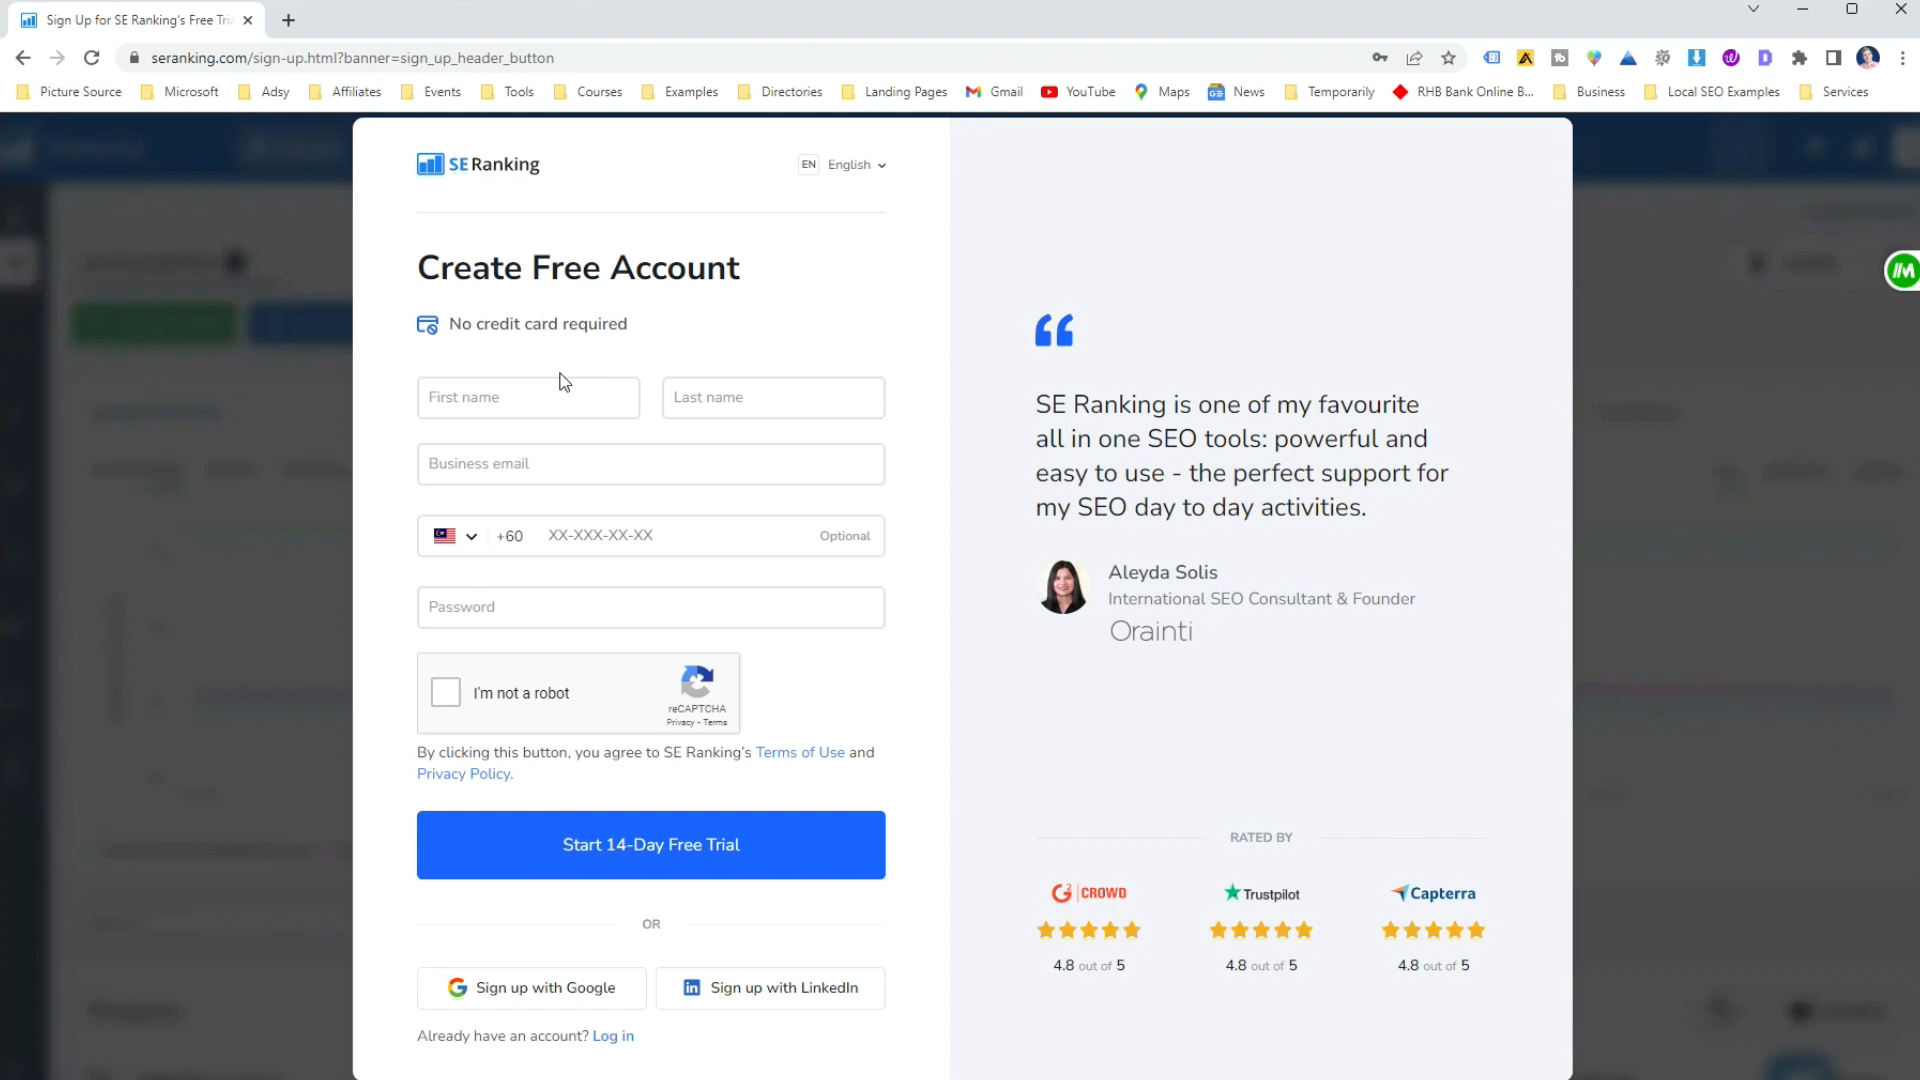 Sign Up for SE Ranking's Free Tri
seranking.com/sign-up.html?banner=sign_up_header_button
Picture Source Microsoft Adsy Affiliates Events Tools Courses Examples Directories Landing Pages Gmail YouTube Maps News Temporarily RHB Bank Online B... Business Local SEO Examples Services
SE Ranking
EN English
Create Free Account
No credit card required
First name Last name
Business email
+60 XX-XXX-XX-XX Optional
Password
I'm not a robot
reCAPTCHA
Privacy - Terms
By clicking this button, you agree to SE Ranking's Terms of Use and
Privacy Policy.
Start 14-Day Free Trial
OR
Sign up with Google Sign up with LinkedIn
Already have an account? Log in
“
SE Ranking is one of my favourite
all in one SEO tools: powerful and
easy to use - the perfect support for
my SEO day to day activities.
Aleyda Solis
International SEO Consultant & Founder
Orainti
RATED BY
G2 CROWD Trustpilot Capterra
4.8 out of 5 4.8 out of 5 4.8 out of 5